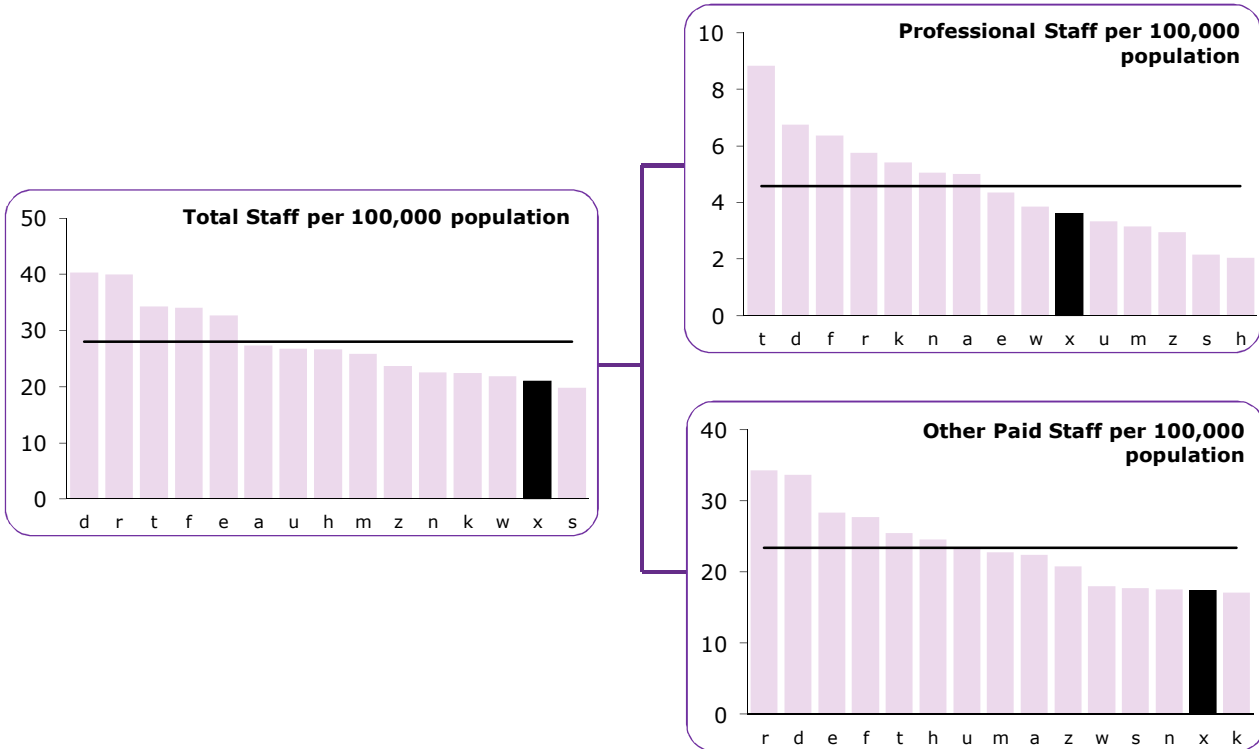 Total Staff per 100,000 population
50
40
30
20
10
0
d r t f e a u h m z n k w x s
Professional Staff per 100,000
population
10
8
6
4
2
0
t d f r k n a e w x u m z s h
Other Paid Staff per 100,000
population
40
30
20
10
0
r d e f t h u m a z w s n x k